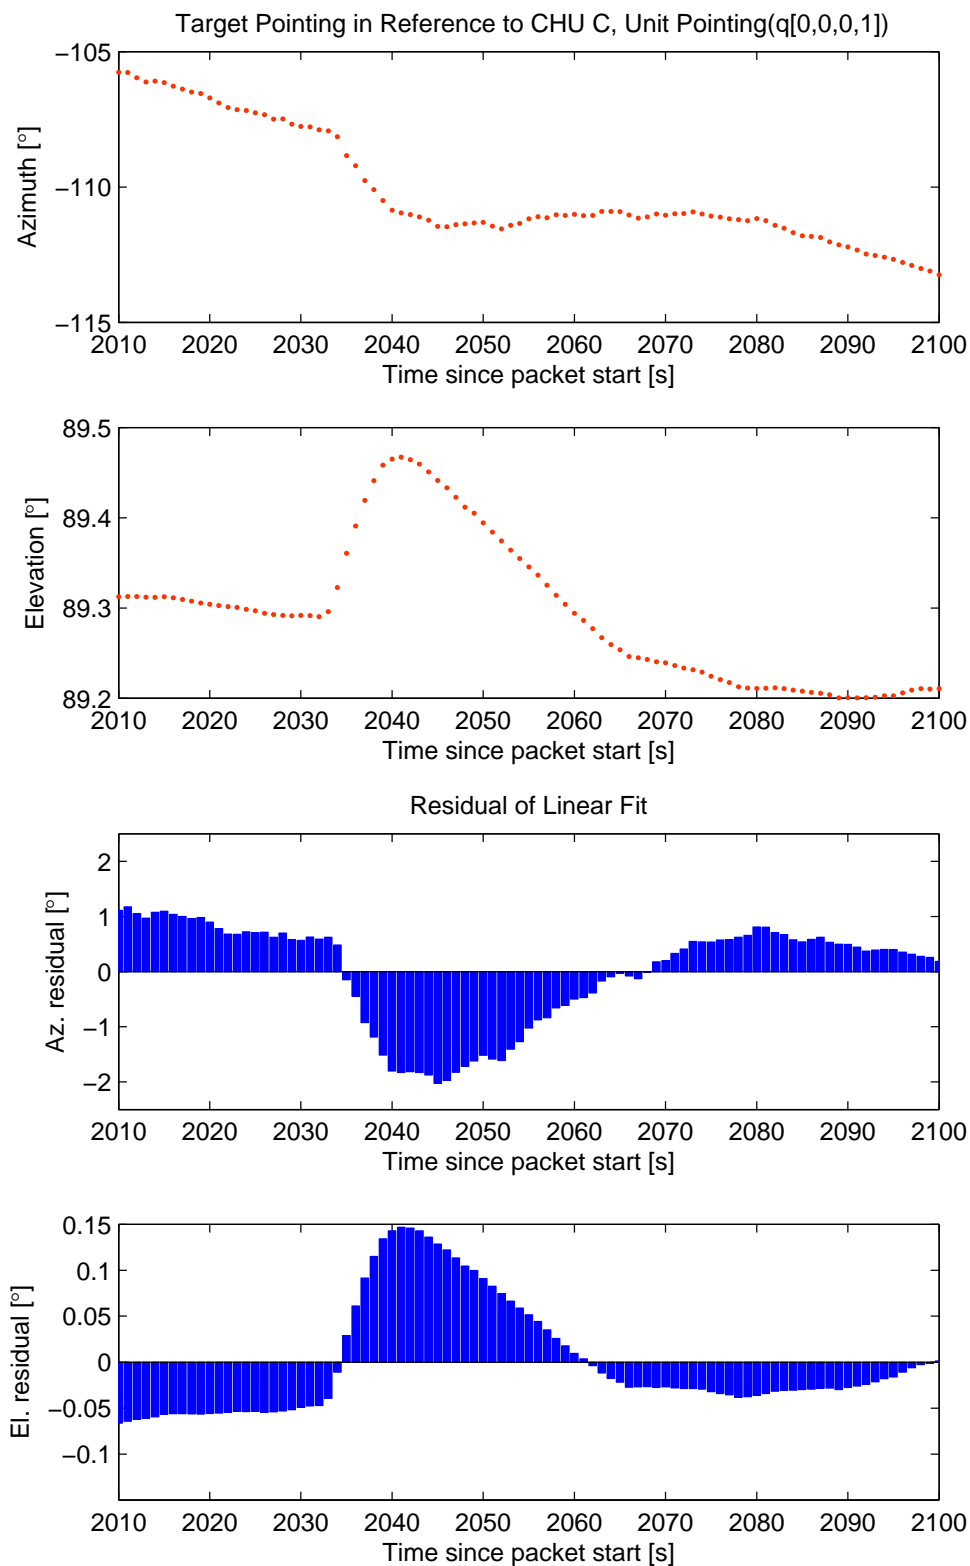 Target Pointing in Reference to CHU C, Unit Pointing(q[0,0,0,1])
−105
−110
−115
Azimuth [°]
2010 2020 2030 2040 2050 2060 2070 2080 2090 2100
Time since packet start [s]
89.5
89.4
89.3
89.2
Elevation [°]
2010 2020 2030 2040 2050 2060 2070 2080 2090 2100
Time since packet start [s]
Residual of Linear Fit
2
1
0
−1
−2
Az. residual [°]
2010 2020 2030 2040 2050 2060 2070 2080 2090 2100
Time since packet start [s]
0.15
0.1
0.05
0
−0.05
−0.1
El. residual [°]
2010 2020 2030 2040 2050 2060 2070 2080 2090 2100
Time since packet start [s]